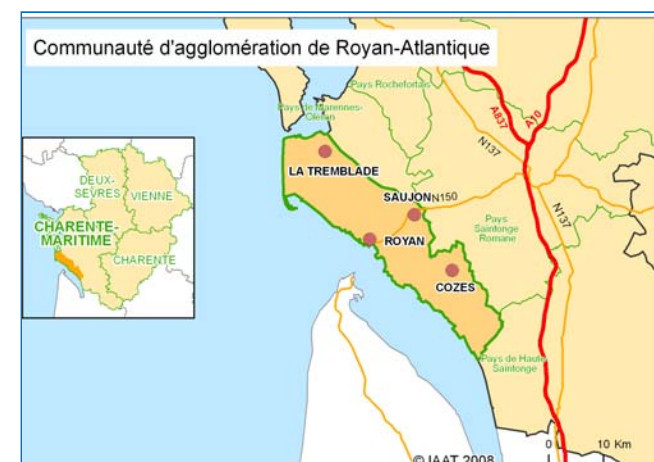 Communauté d'agglomération de Royan-Atlantique
Pays Rochefortais
Pays de Marennes-
Oléron
A837
A10
N137
LA TREMBLADE
SAUJON
N150
ROYAN
Pays
Saintonge
Romane
N137
COZES
Pays de Haute
Saintonge
DEUX-
SEVRES
VIENNE
CHARENTE-
MARITIME
CHARENTE
0 10 Km
© IAAT 2008